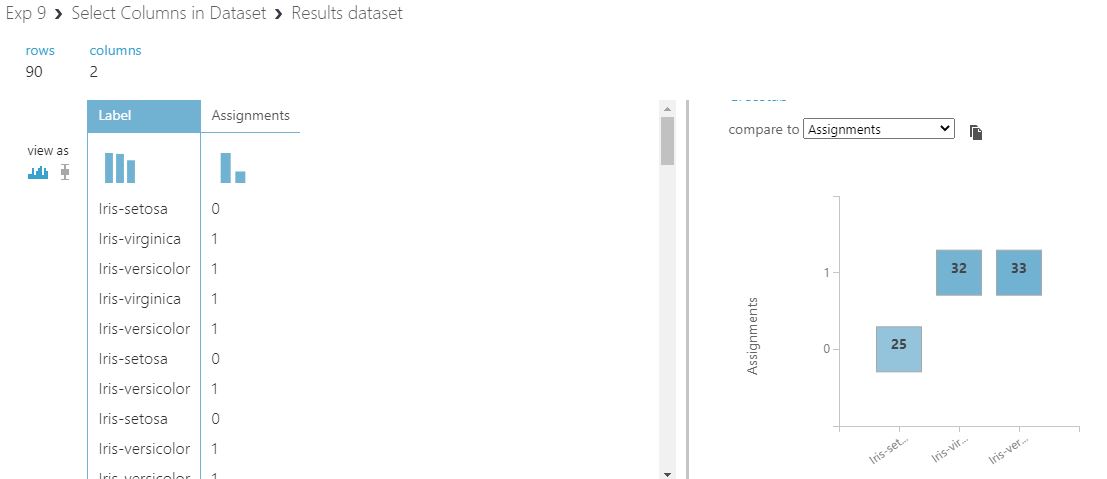 Exp 9 › Select Columns in Dataset › Results dataset
rows columns
90 2
Label Assignments
view as
Iris-setosa 0
Iris-virginica 1
Iris-versicolor 1
Iris-virginica 1
Iris-versicolor 1
Iris-setosa 0
Iris-versicolor 1
Iris-setosa 0
Iris-versicolor 1
Iris-versicolor 1
compare to Assignments
Assignments
1
0
32 33
25
Iris-set... Iris-vir... Iris-ver...